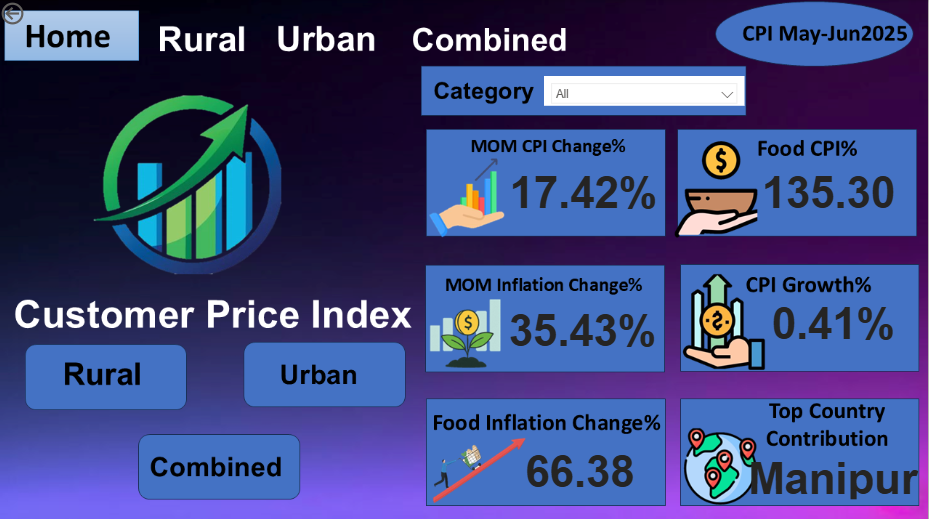 Home Rural Urban Combined CPI May-Jun2025
Category All
MOM CPI Change%
17.42%
Food CPI%
135.30
Customer Price Index
MOM Inflation Change%
35.43%
CPI Growth%
0.41%
Rural Urban
Combined
Food Inflation Change%
66.38
Top Country
Contribution
Manipur